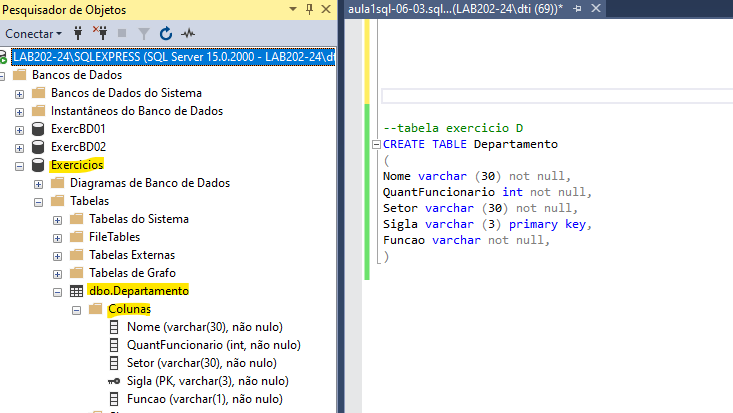 Pesquisador de Objetos
Conectar
LAB202-24\SQLEXPRESS (SQL Server 15.0.2000 - LAB202-24\dt
Bancos de Dados
Bancos de Dados do Sistema
Instantâneos do Banco de Dados
ExercBD01
ExercBD02
Exercicios
Diagramas de Banco de Dados
Tabelas
Tabelas do Sistema
FileTables
Tabelas Externas
Tabelas de Grafo
dbo.Departamento
Colunas
Nome (varchar(30), não nulo)
QuantFuncionario (int, não nulo)
Setor (varchar(30), não nulo)
Sigla (PK, varchar(3), não nulo)
Funcao (varchar(1), não nulo)
aula1sql-06-03.sql...(LAB202-24\dti (69))*
--tabela exercicio D
CREATE TABLE Departamento
(
Nome varchar (30) not null,
QuantFuncionario int not null,
Setor varchar (30) not null,
Sigla varchar (3) primary key,
Funcao varchar not null,
)